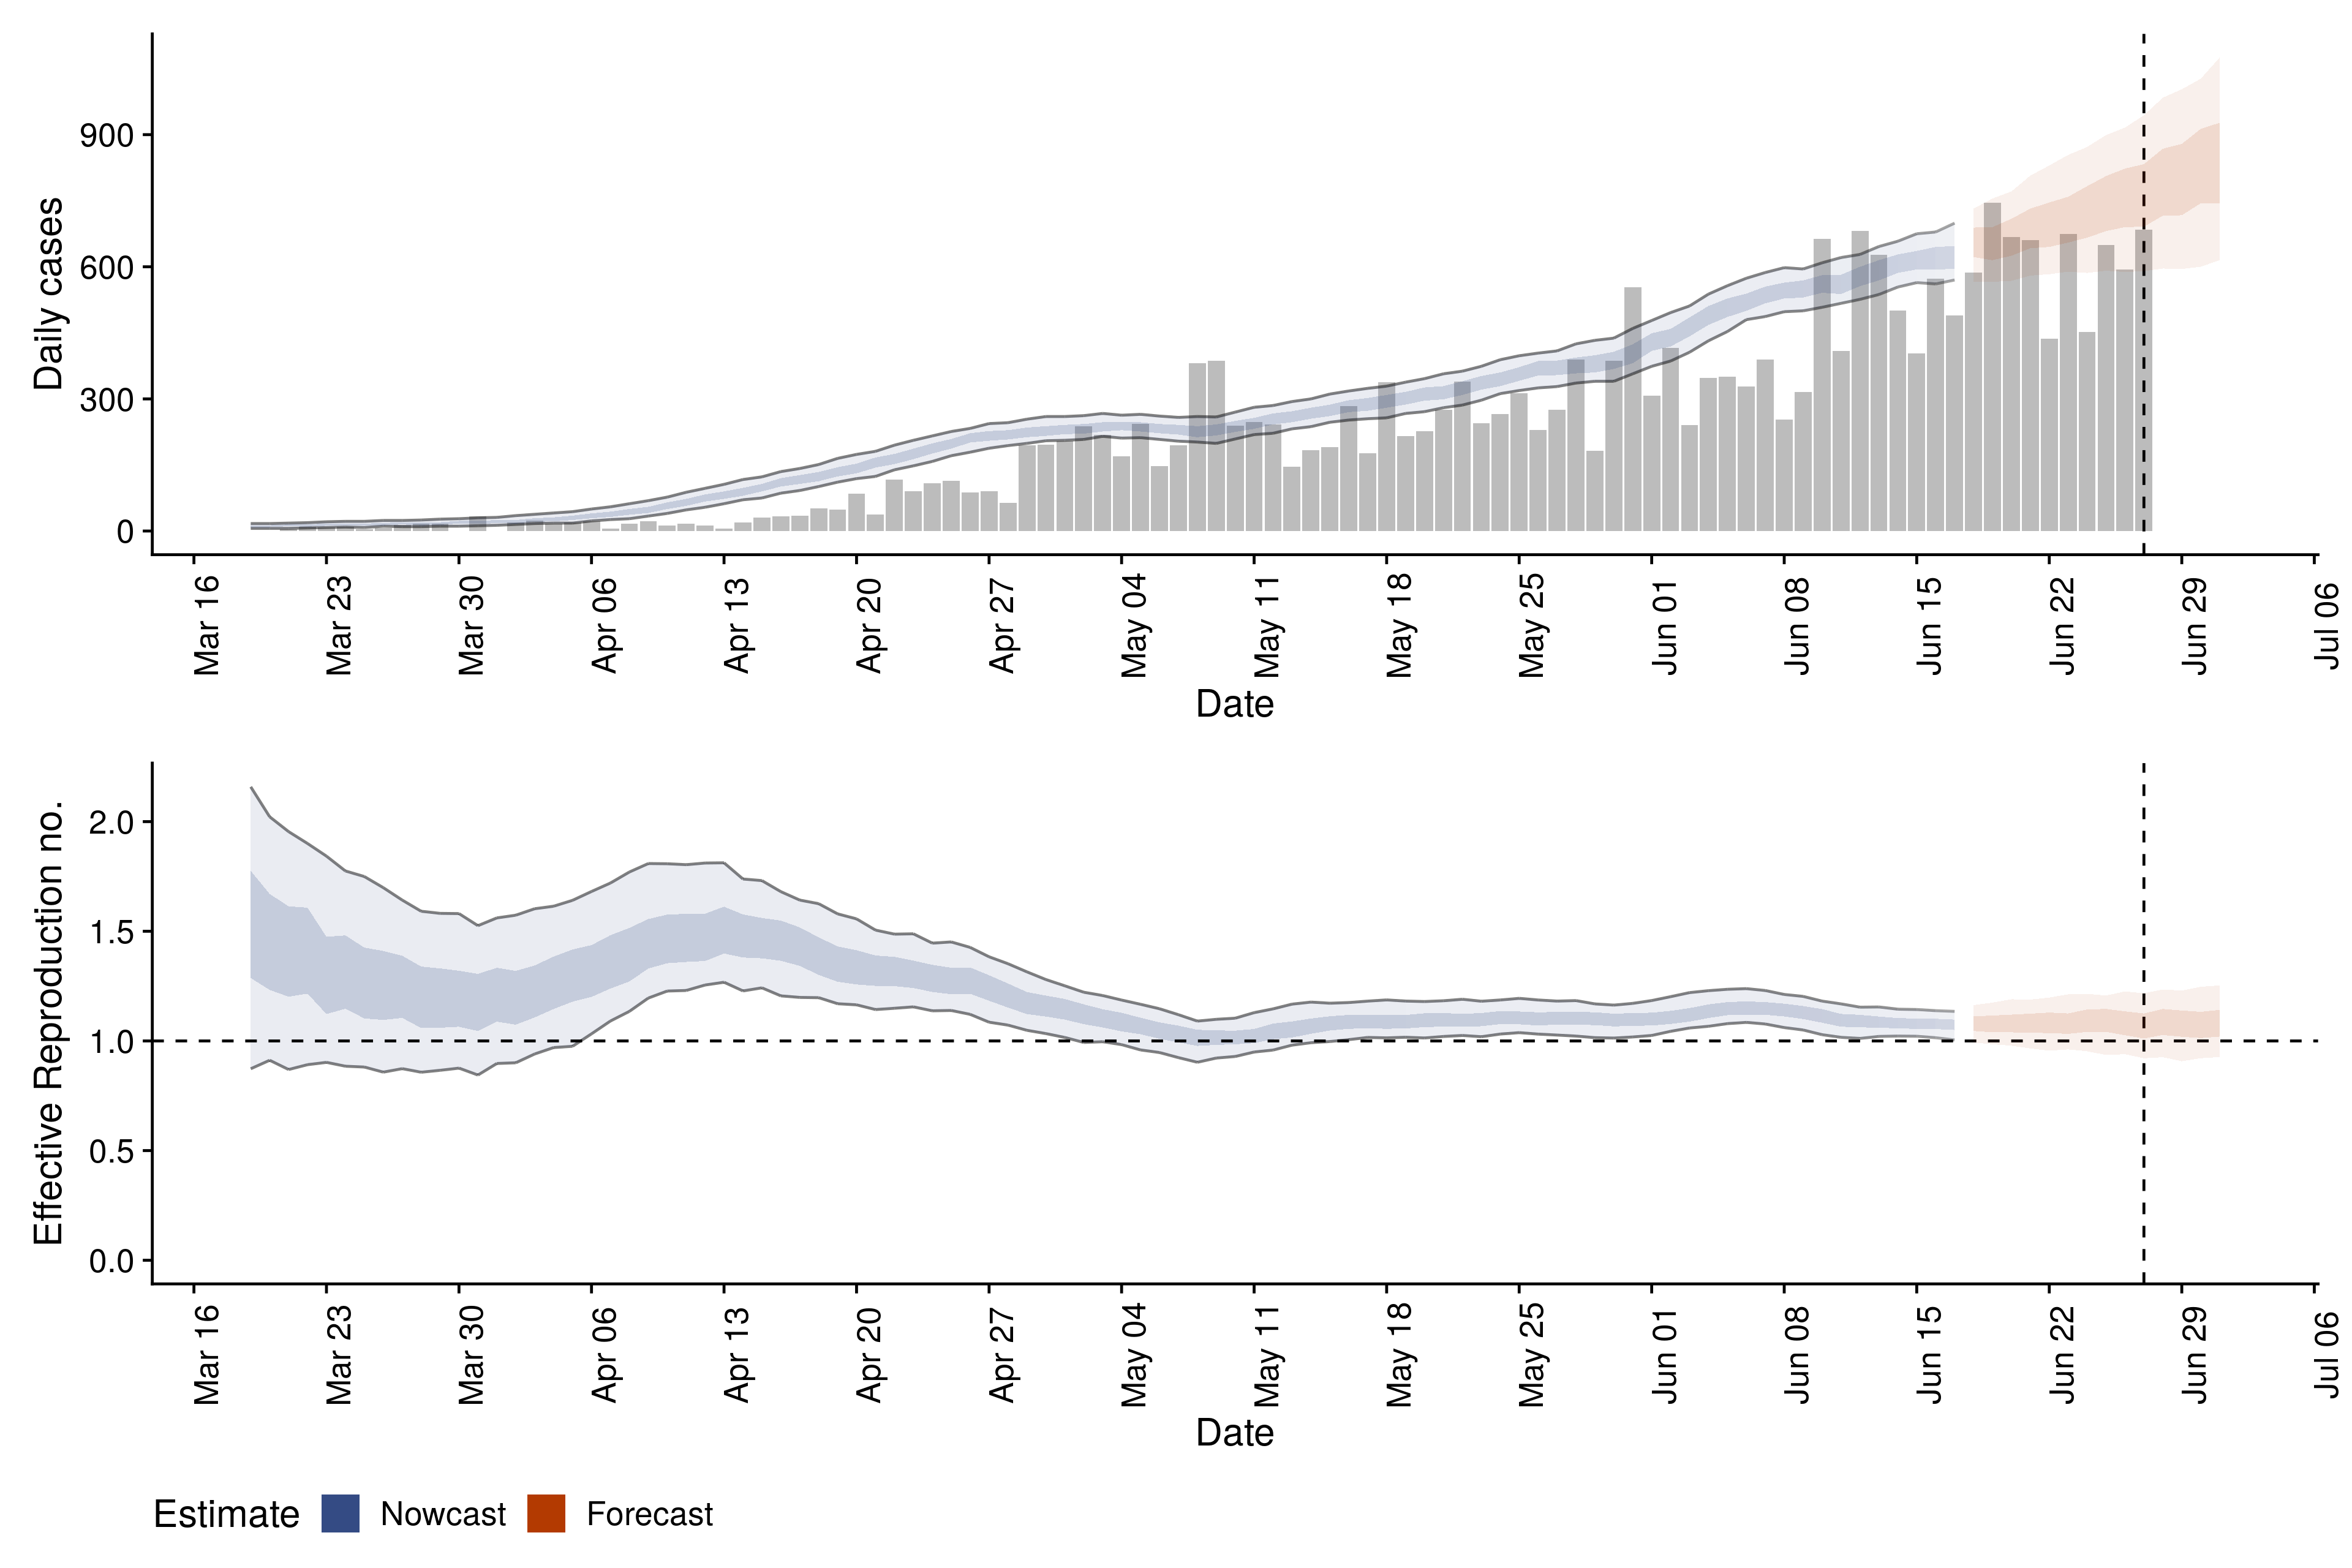 Daily cases
900
600
300
0
Mar 16
Mar 23
Mar 30
Apr 06
Apr 13
Apr 20
Apr 27
May 04
May 11
May 18
May 25
Jun 01
Jun 08
Jun 15
Jun 22
Jun 29
Jul 06
Date
Effective Reproduction no.
2.0
1.5
1.0
0.5
0.0
Mar 16
Mar 23
Mar 30
Apr 06
Apr 13
Apr 20
Apr 27
May 04
May 11
May 18
May 25
Jun 01
Jun 08
Jun 15
Jun 22
Jun 29
Jul 06
Date
Estimate Nowcast Forecast